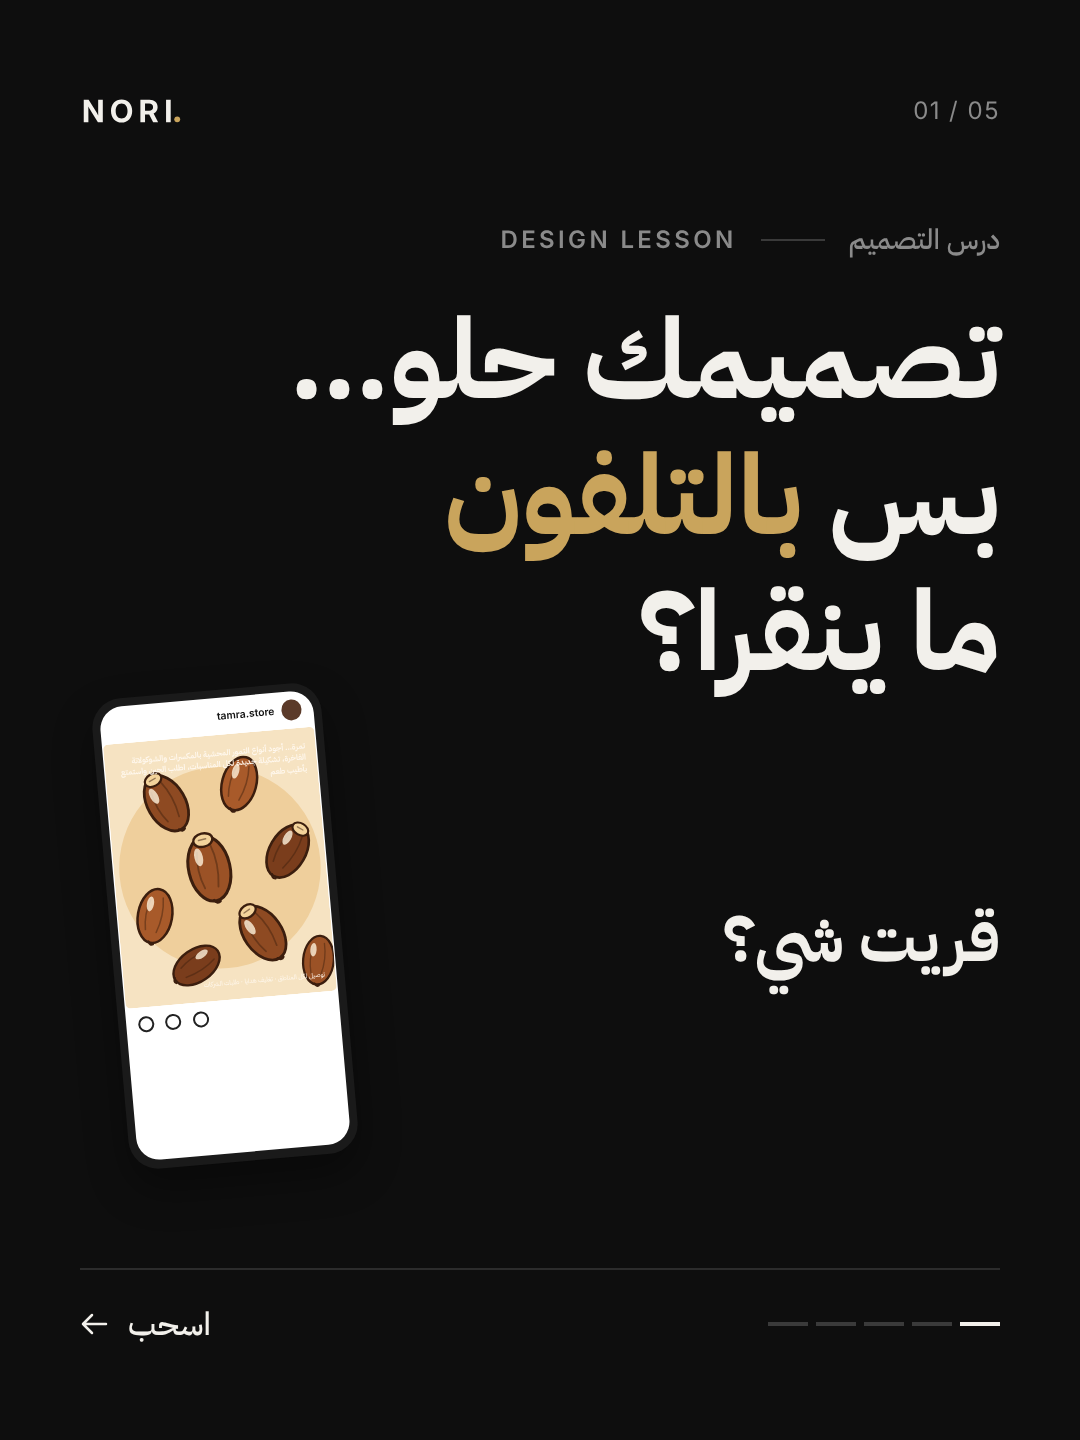 NORI.
01 / 05
درس التصميم — DESIGN LESSON
تصميمك حلو...
بس بالتلفون
ما ينقرا؟
tamra.store
قريت شي؟
اسحب ←